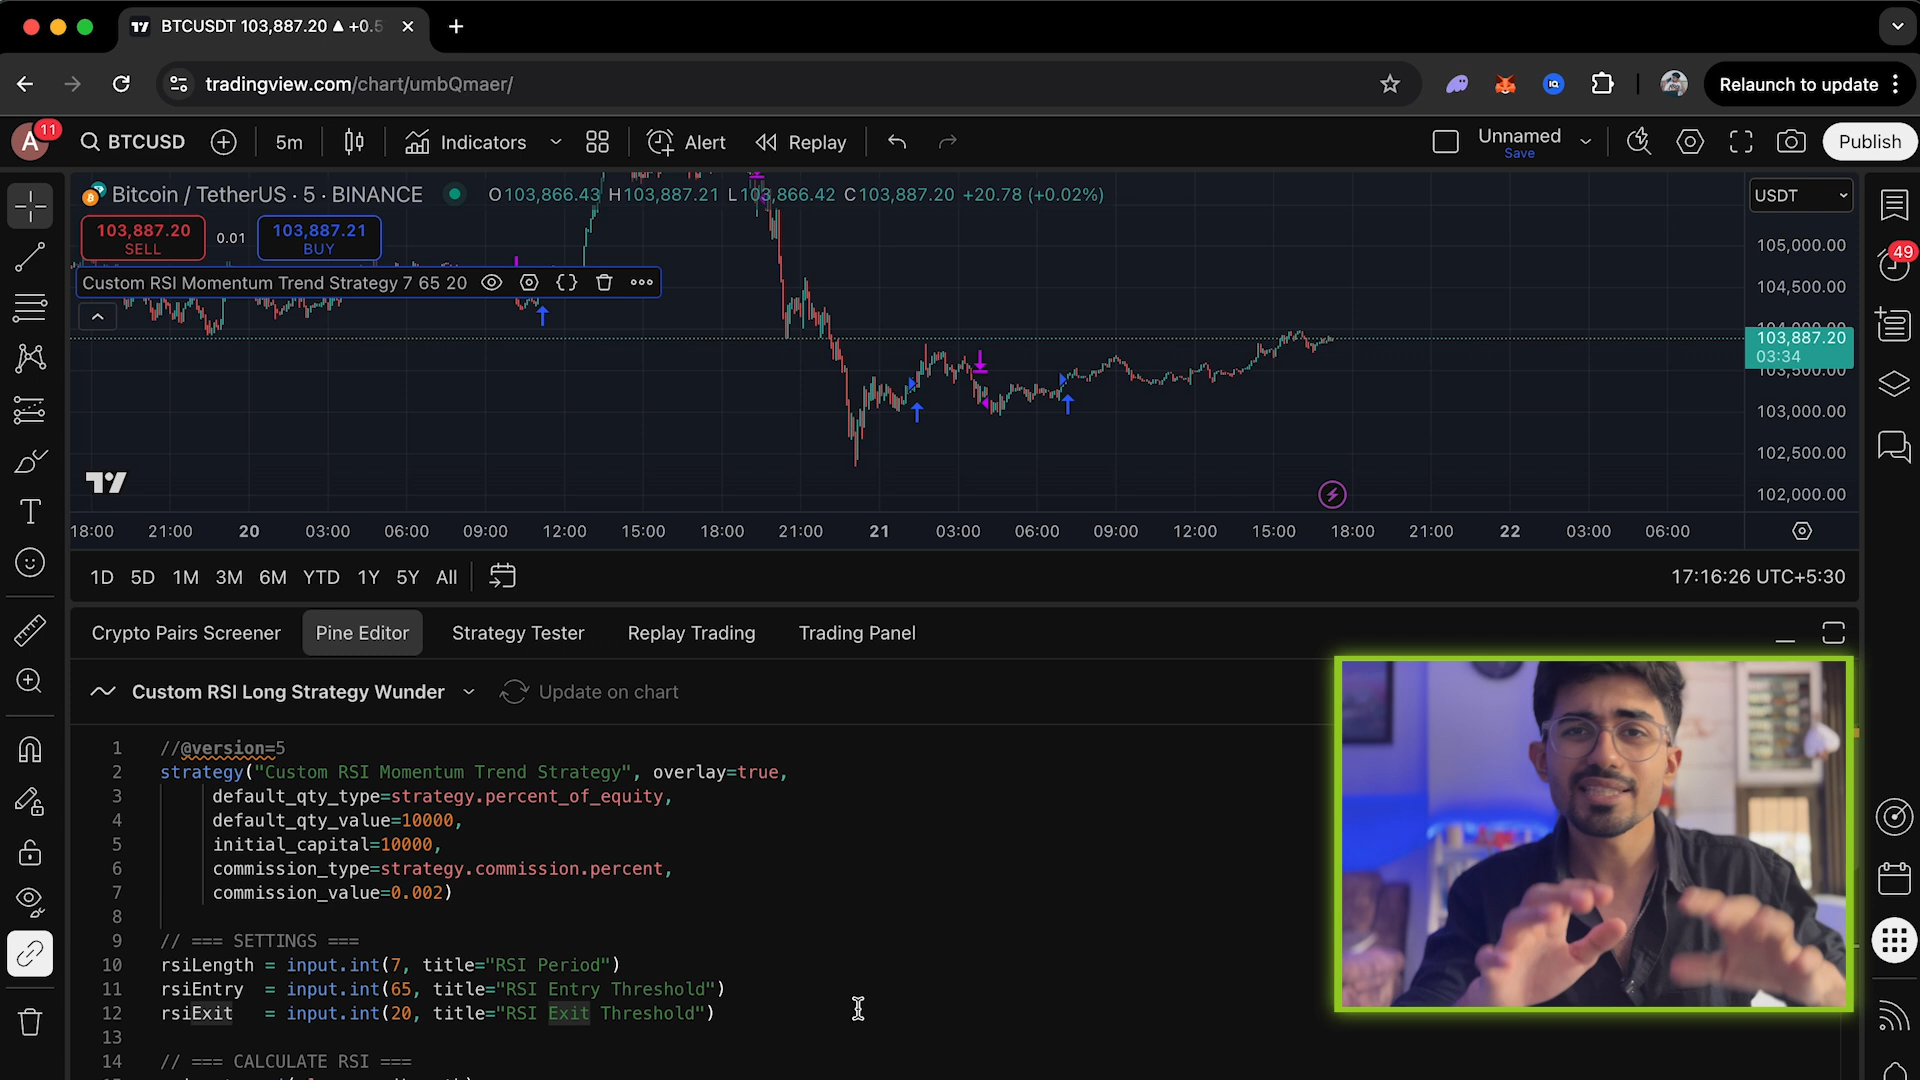 BTCUSDT 103,887.20 ▲ +0.5
tradingview.com/chart/umbQmaer/
Relaunch to update
A 11
BTCUSD
5m
Indicators
Alert
Replay
Unnamed
Save
Publish
Bitcoin / TetherUS · 5 · BINANCE
O103,866.43 H103,887.21 L103,866.42 C103,887.20 +20.78 (+0.02%)
USDT
103,887.20
SELL
0.01
103,887.21
BUY
Custom RSI Momentum Trend Strategy 7 65 20
105,000.00
104,500.00
104,000.00
103,887.20
03:34
103,500.00
103,000.00
102,500.00
102,000.00
49
18:00 21:00 20 03:00 06:00 09:00 12:00 15:00 18:00 21:00 21 03:00 06:00 09:00 12:00 15:00 18:00 21:00 22 03:00 06:00
1D 5D 1M 3M 6M YTD 1Y 5Y All
17:16:26 UTC+5:30
Crypto Pairs Screener Pine Editor Strategy Tester Replay Trading Trading Panel
Custom RSI Long Strategy Wunder
Update on chart
1 //@version=5
2 strategy("Custom RSI Momentum Trend Strategy", overlay=true,
3 default_qty_type=strategy.percent_of_equity,
4 default_qty_value=10000,
5 initial_capital=10000,
6 commission_type=strategy.commission.percent,
7 commission_value=0.002)
8
9 // === SETTINGS ===
10 rsiLength = input.int(7, title="RSI Period")
11 rsiEntry = input.int(65, title="RSI Entry Threshold")
12 rsiExit = input.int(20, title="RSI Exit Threshold")
13
14 // === CALCULATE RSI ===